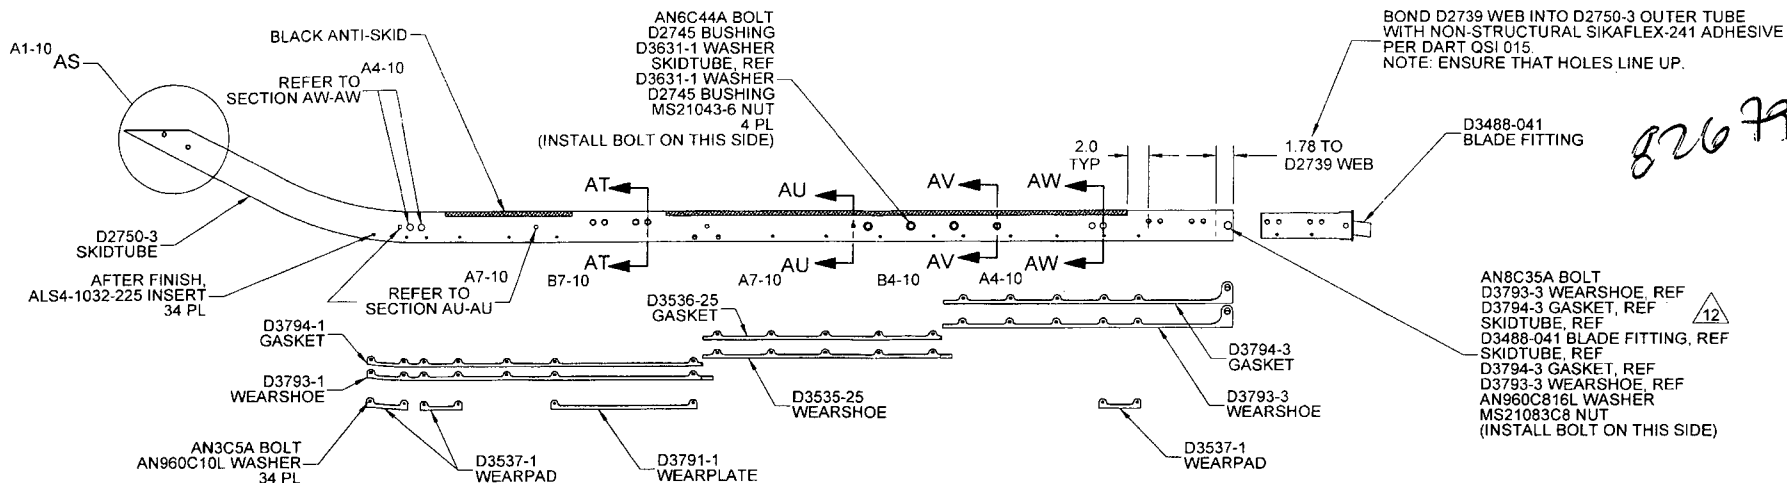 A1-10
AS
BLACK ANTI-SKID
REFER TO
SECTION AW-AW
A4-10
AN6C44A BOLT
D2745 BUSHING
D3631-1 WASHER
SKIDTUBE, REF
D3631-1 WASHER
D2745 BUSHING
MS21043-6 NUT
4 PL
(INSTALL BOLT ON THIS SIDE)
BOND D2739 WEB INTO D2750-3 OUTER TUBE
WITH NON-STRUCTURAL SIKAFLEX-241 ADHESIVE
PER DART QSI 015.
NOTE: ENSURE THAT HOLES LINE UP.
2.0
TYP
1.78 TO
D2739 WEB
D3488-041
BLADE FITTING
82679
AT
AU
AV
AW
D2750-3
SKIDTUBE
AFTER FINISH,
ALS4-1032-225 INSERT
34 PL
REFER TO
SECTION AU-AU
A7-10
AT
B7-10
AU
A7-10
AV
B4-10
AW
A4-10
D3794-1
GASKET
D3793-1
WEARSHOE
AN3C5A BOLT
AN960C10L WASHER
34 PL
D3537-1
WEARPAD
D3791-1
WEARPLATE
D3536-25
GASKET
D3535-25
WEARSHOE
D3794-3
GASKET
D3793-3
WEARSHOE
D3537-1
WEARPAD
AN8C35A BOLT
D3793-3 WEARSHOE, REF
D3794-3 GASKET, REF
SKIDTUBE, REF
D3488-041 BLADE FITTING, REF
SKIDTUBE, REF
D3794-3 GASKET, REF
D3793-3 WEARSHOE, REF
AN960C816L WASHER
MS21083C8 NUT
(INSTALL BOLT ON THIS SIDE)
12